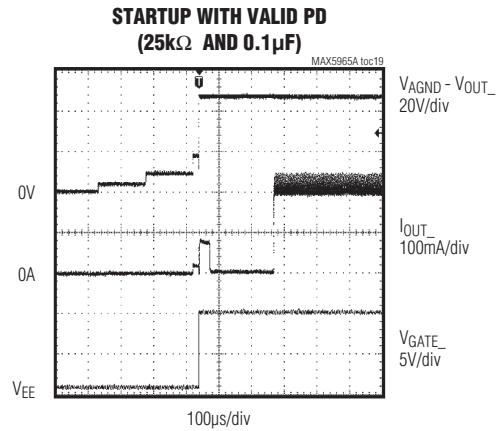 STARTUP WITH VALID PD
(25kΩ AND 0.1µF)
MAX5965A toc19
T
VAGND - VOUT_
20V/div
0V
IOUT_
100mA/div
0A
VGATE_
5V/div
VEE
100µs/div